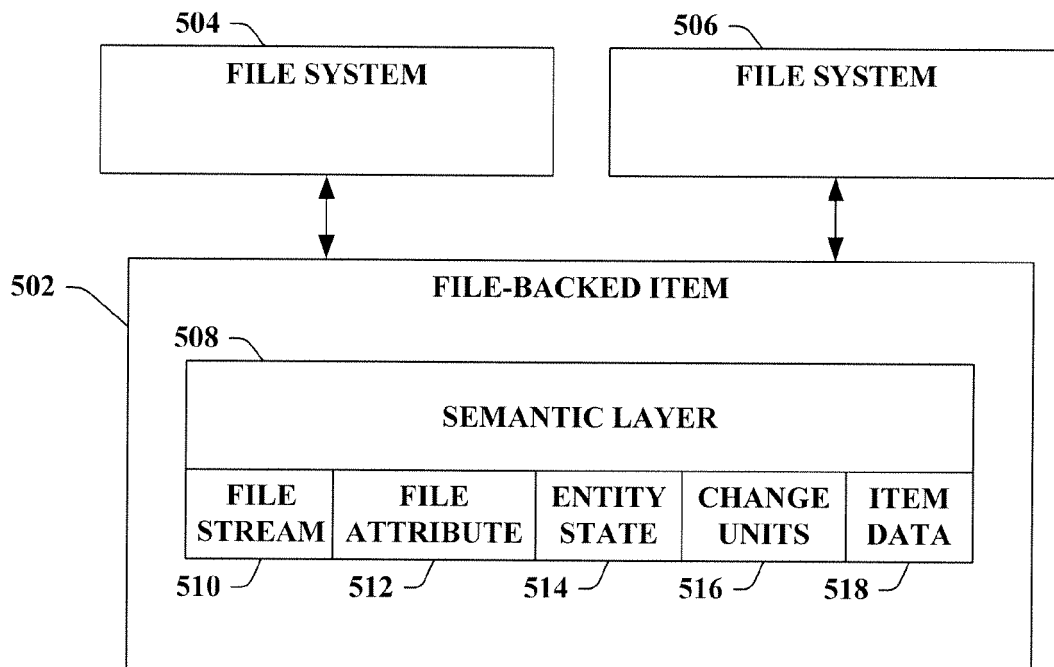 504
506
FILE SYSTEM
FILE SYSTEM
502
FILE-BACKED ITEM
508
SEMANTIC LAYER
FILE
STREAM
FILE
ATTRIBUTE
ENTITY
STATE
CHANGE
UNITS
ITEM
DATA
510
512
514
516
518